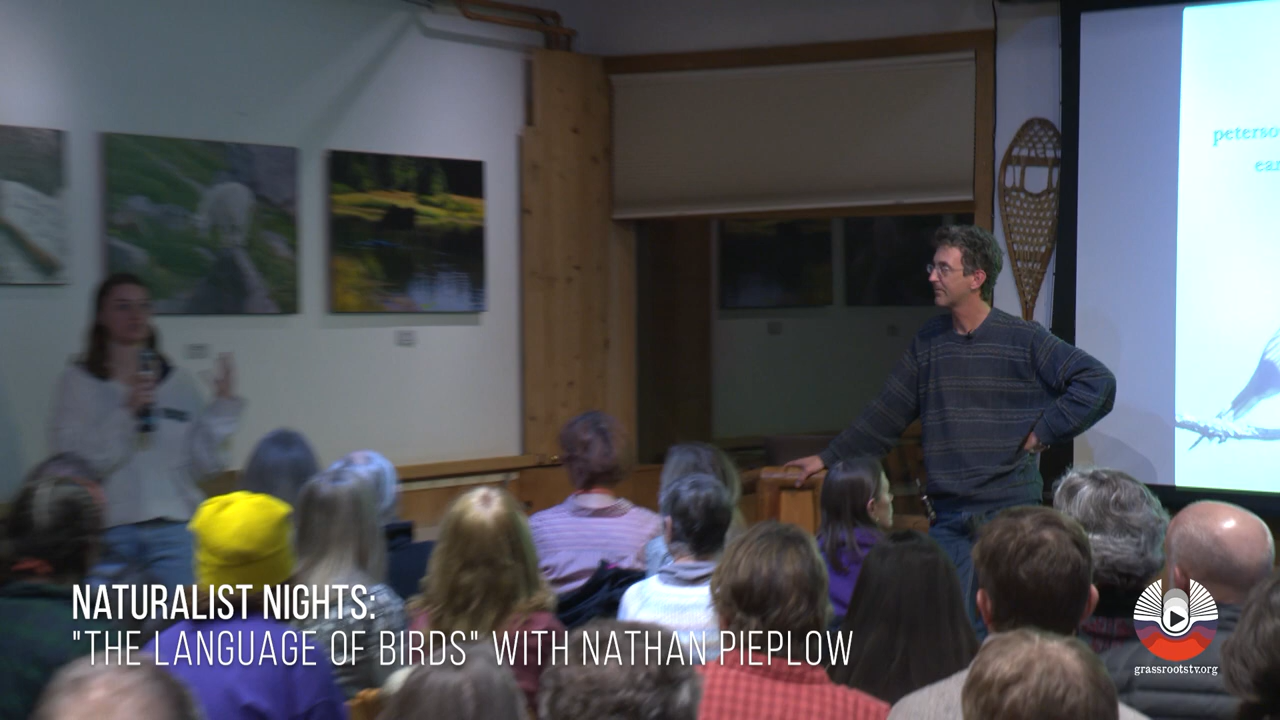 NATURALIST NIGHTS:
"THE LANGUAGE OF BIRDS" WITH NATHAN PIEPLOW
grassrootstv.org